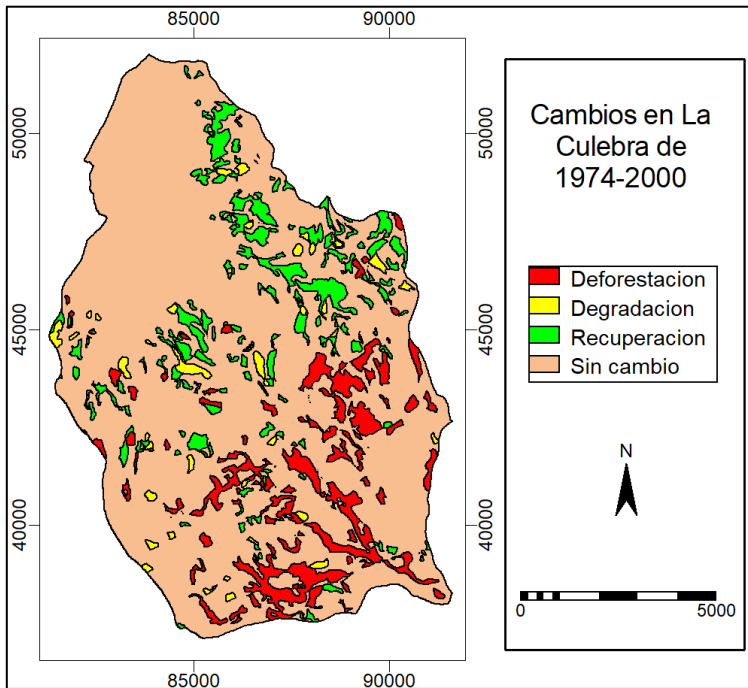 85000 90000
50000
45000
40000
50000
45000
40000
85000 90000
Cambios en La
Culebra de
1974-2000
Deforestacion
Degradacion
Recuperacion
Sin cambio
N
0 5000